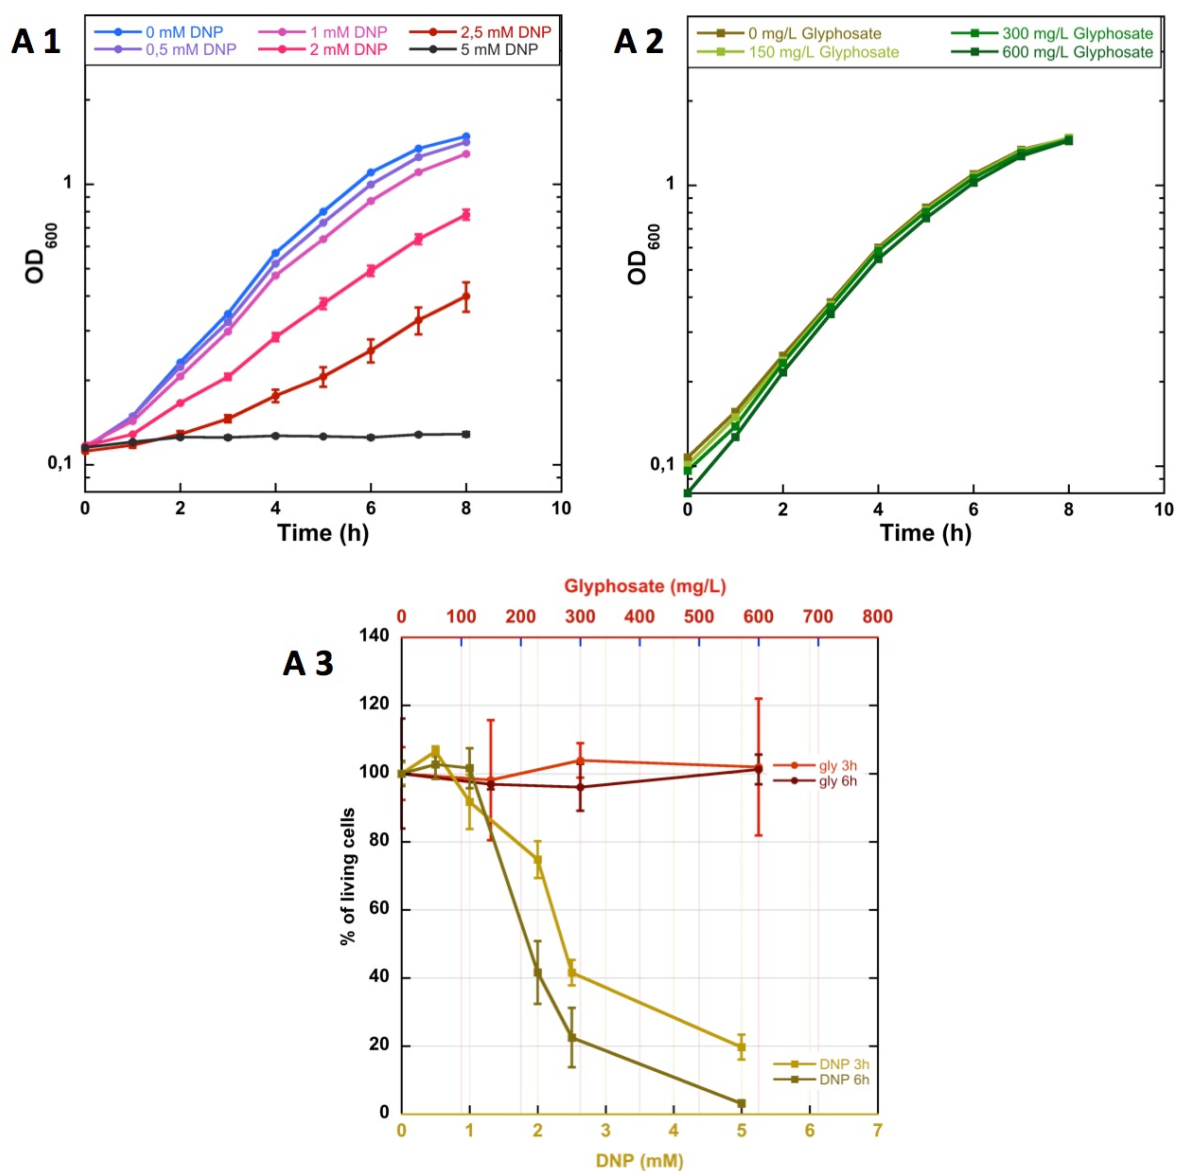 A 1
0 mM DNP
1 mM DNP
2,5 mM DNP
0,5 mM DNP
2 mM DNP
5 mM DNP
1
0,1
OD600
0 2 4 6 8 10
Time (h)
A 2
0 mg/L Glyphosate
300 mg/L Glyphosate
150 mg/L Glyphosate
600 mg/L Glyphosate
1
0,1
OD600
0 2 4 6 8 10
Time (h)
A 3
Glyphosate (mg/L)
0 100 200 300 400 500 600 700 800
140
120
100
80
60
40
20
0
% of living cells
gly 3h
gly 6h
DNP 3h
DNP 6h
0 1 2 3 4 5 6 7
DNP (mM)